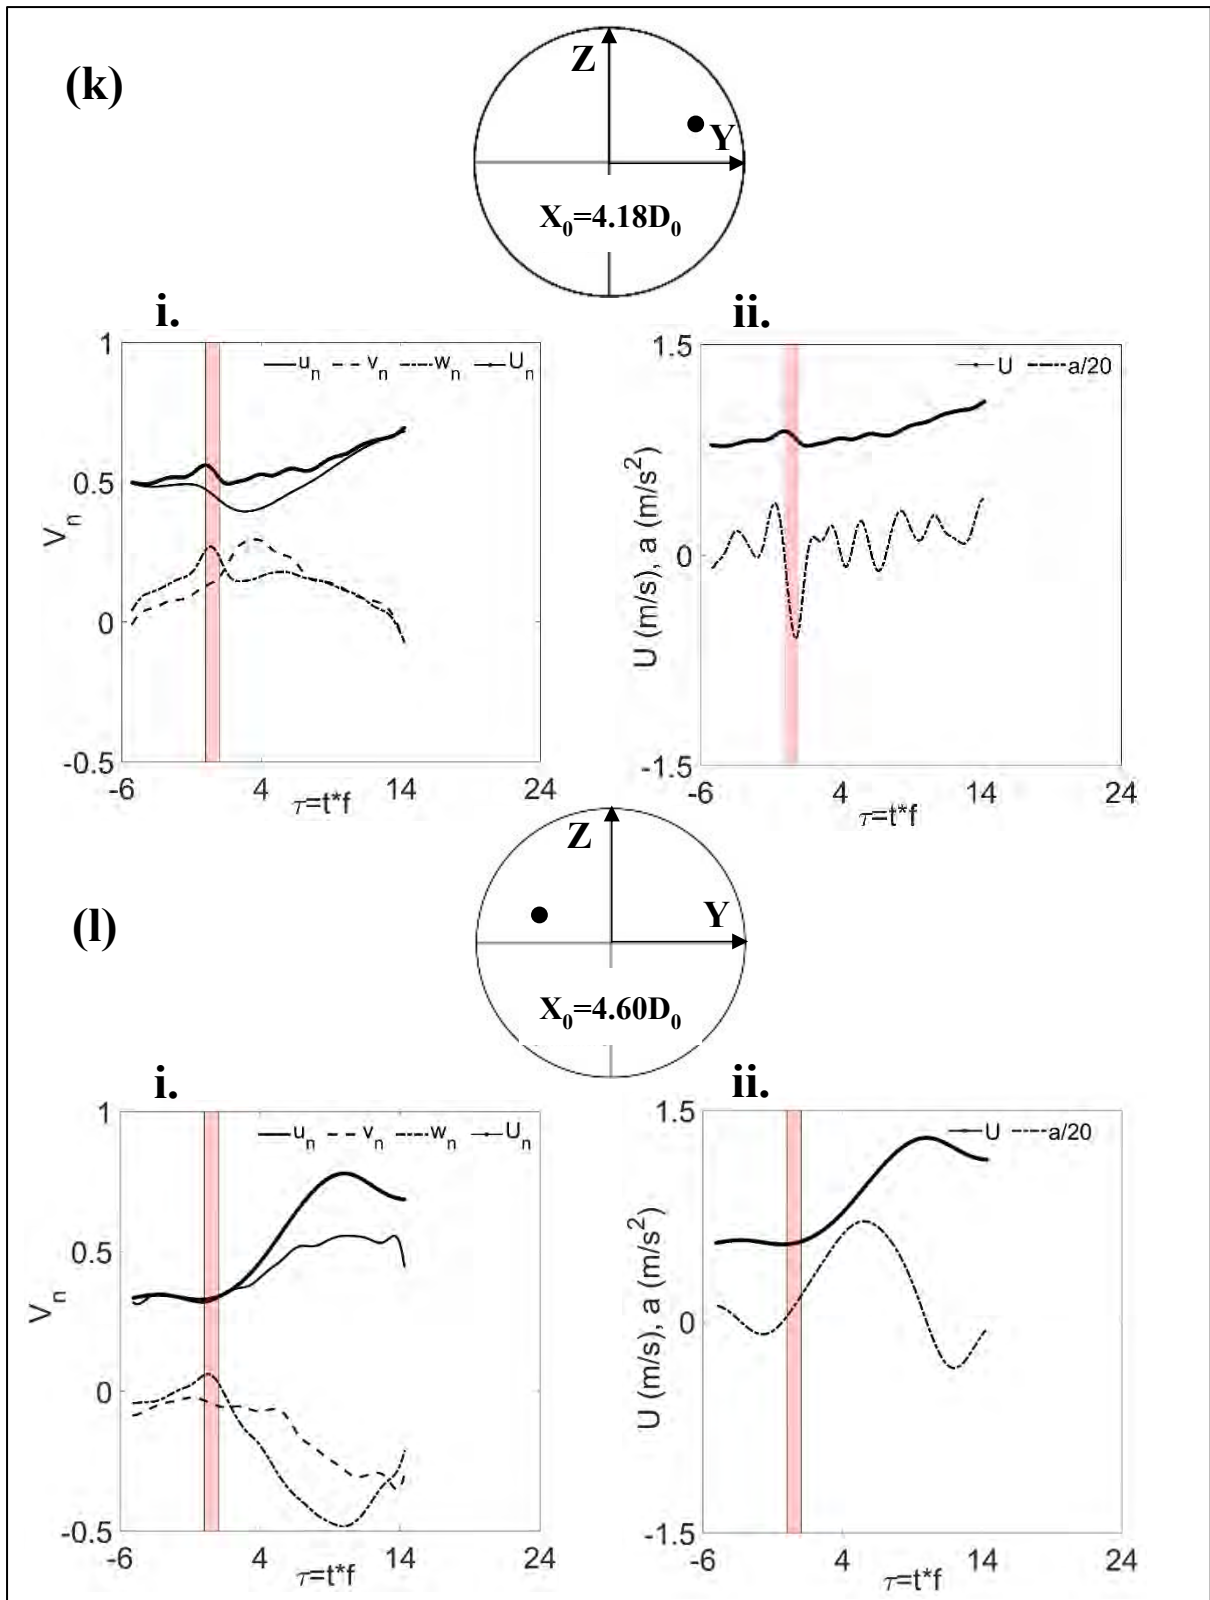 (k)
Z
Y
X₀=4.18D₀
i.
ii.
1
0.5
0
-0.5
Vₙ
uₙ vₙ wₙ Uₙ
-6 4 14 24
τ=t*f
1.5
0
-1.5
U (m/s), a (m/s²)
U a/20
-6 4 14 24
τ=t*f
(l)
Z
Y
X₀=4.60D₀
i.
ii.
1
0.5
0
-0.5
Vₙ
uₙ vₙ wₙ Uₙ
-6 4 14 24
τ=t*f
1.5
0
-1.5
U (m/s), a (m/s²)
U a/20
-6 4 14 24
τ=t*f